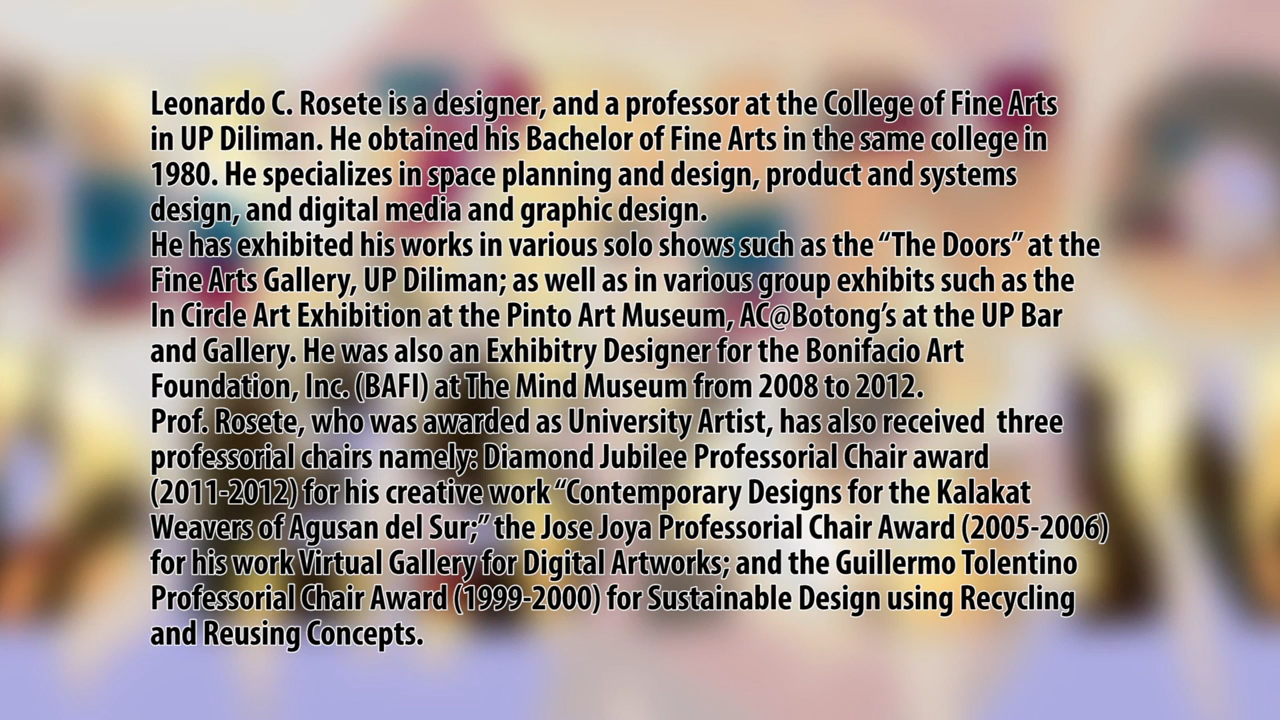 Leonardo C. Rosete is a designer, and a professor at the College of Fine Arts
in UP Diliman. He obtained his Bachelor of Fine Arts in the same college in
1980. He specializes in space planning and design, product and systems
design, and digital media and graphic design.
He has exhibited his works in various solo shows such as the “The Doors” at the
Fine Arts Gallery, UP Diliman; as well as in various group exhibits such as the
In Circle Art Exhibition at the Pinto Art Museum, AC@Botong’s at the UP Bar
and Gallery. He was also an Exhibitry Designer for the Bonifacio Art
Foundation, Inc. (BAFI) at The Mind Museum from 2008 to 2012.
Prof. Rosete, who was awarded as University Artist, has also received  three
professorial chairs namely: Diamond Jubilee Professorial Chair award
(2011-2012) for his creative work “Contemporary Designs for the Kalakat
Weavers of Agusan del Sur;” the Jose Joya Professorial Chair Award (2005-2006)
for his work Virtual Gallery for Digital Artworks; and the Guillermo Tolentino
Professorial Chair Award (1999-2000) for Sustainable Design using Recycling
and Reusing Concepts.